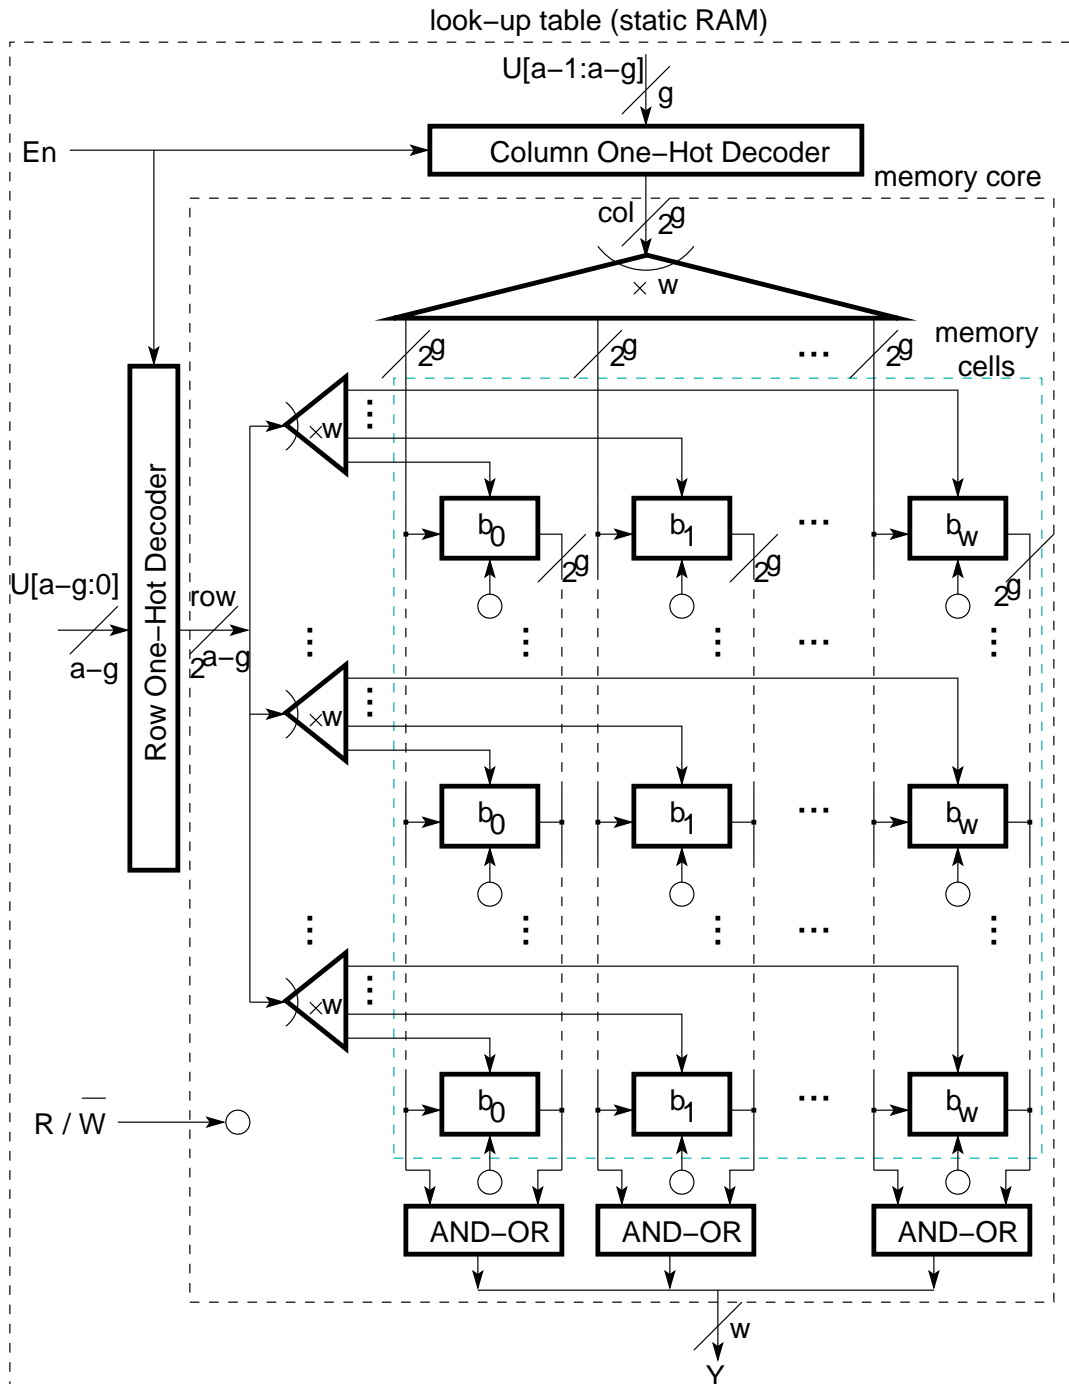 look−up table (static RAM)
U[a−1:a−g]
g
En
Column One−Hot Decoder
memory core
col
2g
× w
memory
cells
2g
2g
...
2g
× w
...
b0
b1
...
bw
2g
2g
2g
Row One−Hot Decoder
U[a−g:0]
a−g
row
2a−g
...
...
...
...
...
× w
...
b0
b1
...
bw
...
...
...
...
...
× w
...
b0
b1
...
bw
R / W
AND−OR
AND−OR
AND−OR
w
Y